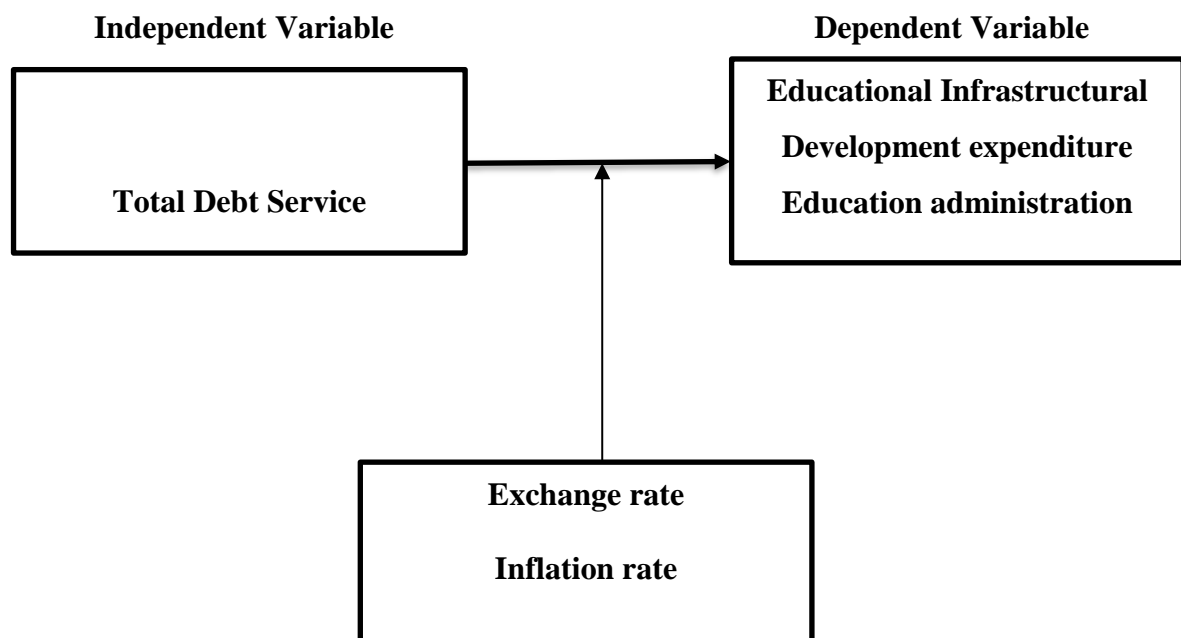 Independent Variable
Dependent Variable
Total Debt Service
Educational Infrastructural
Development expenditure
Education administration
Exchange rate
Inflation rate